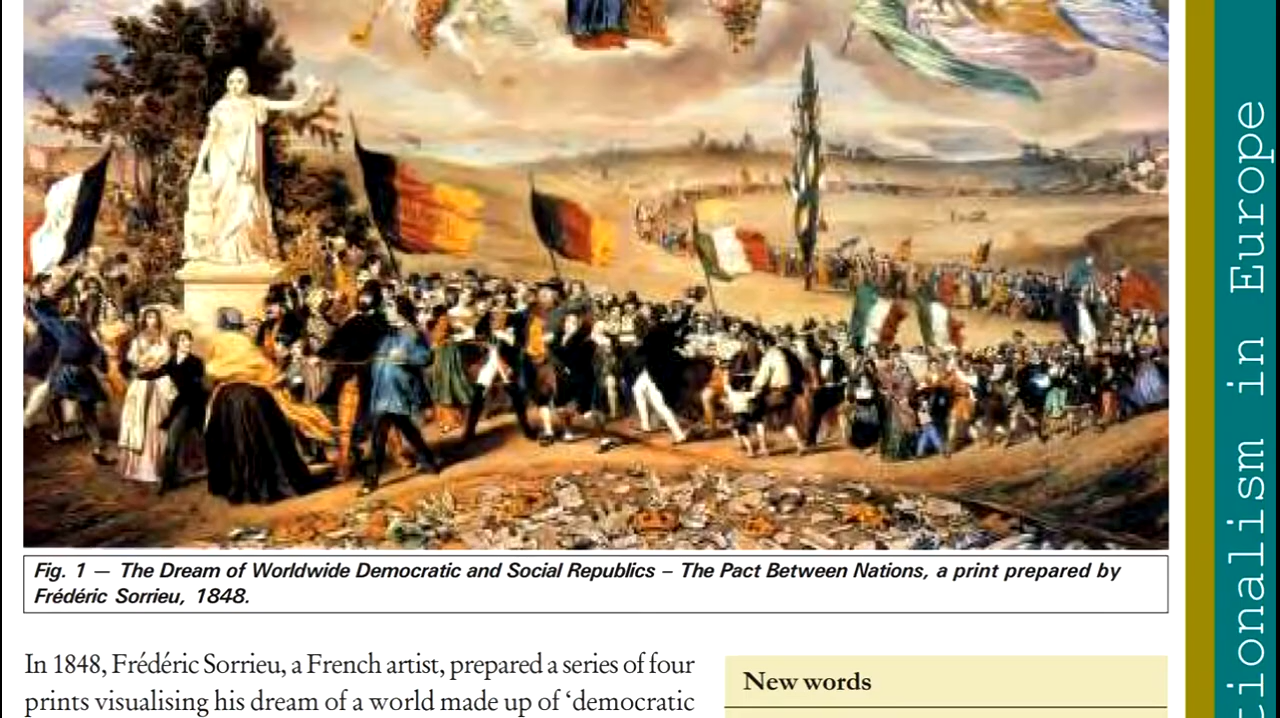 Fig. 1 — The Dream of Worldwide Democratic and Social Republics – The Pact Between Nations, a print prepared by
Frédéric Sorrieu, 1848.
In 1848, Frédéric Sorrieu, a French artist, prepared a series of four
prints visualising his dream of a world made up of ‘democratic
New words
tionalism in Europe